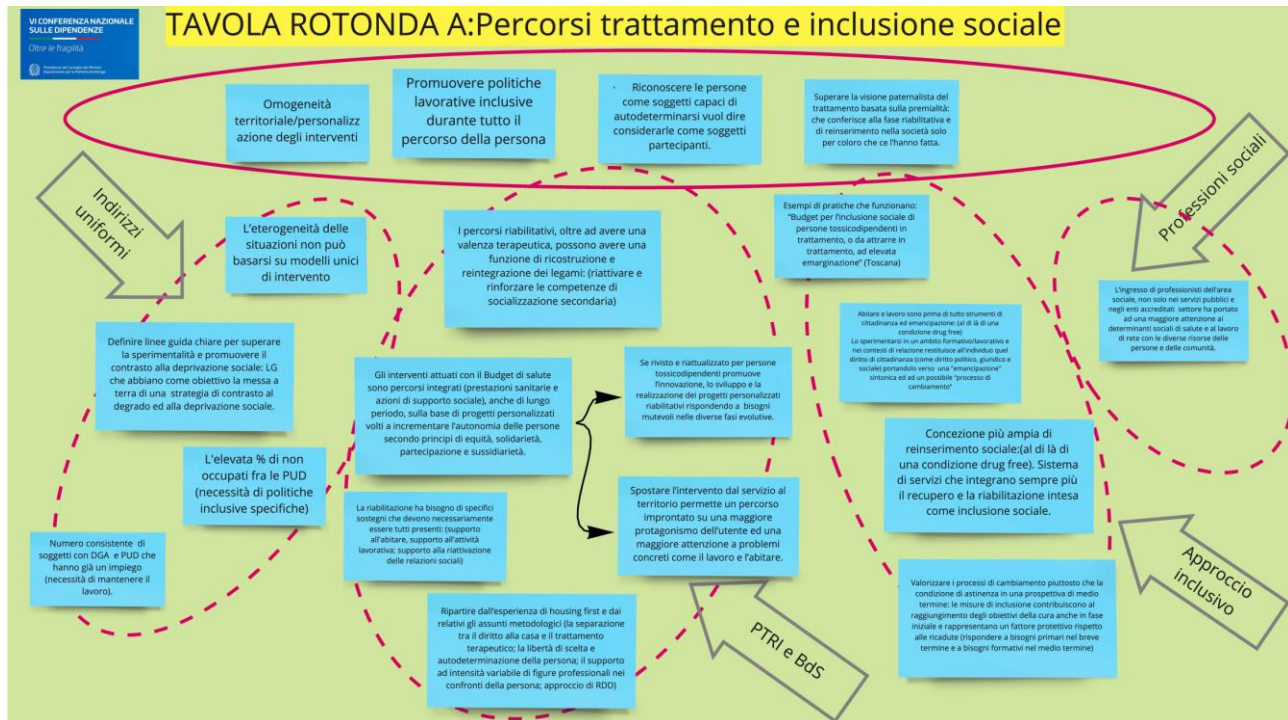 VI CONFERENZA NAZIONALE
SULLE DIPENDENZE
Oltre le fragilità
Presidenza del Consiglio dei Ministri
Dipartimento per le Politiche Antidroga
TAVOLA ROTONDA A:Percorsi trattamento e inclusione sociale
Omogeneità
territoriale/personalizz
azione degli interventi
Promuovere politiche
lavorative inclusive
durante tutto il
percorso della persona
· Riconoscere le persone
come soggetti capaci di
autodeterminarsi vuol dire
considerarle come soggetti
partecipanti.
Superare la visione paternalista del
trattamento basata sulla premialità:
che conferisce alla fase riabilitativa e
di reinserimento nella società solo
per coloro che ce l'hanno fatta.
Indirizzi
uniformi
L'eterogeneità delle
situazioni non può
basarsi su modelli unici
di intervento
Definire linee guida chiare per superare
la sperimentalità e promuovere il
contrasto alla deprivazione sociale: LG
che abbiano come obiettivo la messa a
terra di una strategia di contrasto al
degrado ed alla deprivazione sociale.
L'elevata % di non
occupati fra le PUD
(necessità di politiche
inclusive specifiche)
Numero consistente di
soggetti con DGA e PUD che
hanno già un impiego
(necessità di mantenere il
lavoro).
I percorsi riabilitativi, oltre ad avere una
valenza terapeutica, possono avere una
funzione di ricostruzione e
reintegrazione dei legami: (riattivare e
rinforzare le competenze di
socializzazione secondaria)
Gli interventi attuati con il Budget di salute
sono percorsi integrati (prestazioni sanitarie e
azioni di supporto sociale), anche di lungo
periodo, sulla base di progetti personalizzati
volti a incrementare l'autonomia delle persone
secondo principi di equità, solidarietà,
partecipazione e sussidiarietà.
Se rivisto e riattualizzato per persone
tossicodipendenti promuove
l'innovazione, lo sviluppo e la
realizzazione dei progetti personalizzati
riabilitativi rispondendo a bisogni
mutevoli nelle diverse fasi evolutive.
Spostare l'intervento dal servizio al
territorio permette un percorso
improntato su una maggiore
protagonismo dell'utente ed una
maggiore attenzione a problemi
concreti come il lavoro e l'abitare.
La riabilitazione ha bisogno di specifici
sostegni che devono necessariamente
essere tutti presenti: (supporto
all'abitare, supporto all'attività
lavorativa; supporto alla riattivazione
delle relazioni sociali)
Ripartire dall'esperienza di housing first e dai
relativi gli assunti metodologici (la separazione
tra il diritto alla casa e il trattamento
terapeutico; la libertà di scelta e
autodeterminazione della persona; il supporto
ad intensità variabile di figure professionali nei
confronti della persona; approccio di RDD)
PTRI e BdS
Esempi di pratiche che funzionano:
"Budget per l'inclusione sociale di
persone tossicodipendenti in
trattamento, o da attrarre in
trattamento, ad elevata
emarginazione" (Toscana)
Abitare e lavoro sono prima di tutto strumenti di
cittadinanza ed emancipazione: (al di là di una
condizione drug free)
Lo sperimentarsi in un ambito formativo/lavorativo e
nei contesti di relazione restituisce all'individuo quel
diritto di cittadinanza (come diritto politico, giuridico e
sociale) portandolo verso una "emancipazione"
sintonica ed ad un possibile "processo di
cambiamento"
Concezione più ampia di
reinserimento sociale:(al di là di
una condizione drug free). Sistema
di servizi che integrano sempre più
il recupero e la riabilitazione intesa
come inclusione sociale.
Valorizzare i processi di cambiamento piuttosto che la
condizione di astinenza in una prospettiva di medio
termine: le misure di inclusione contribuiscono al
raggiungimento degli obiettivi della cura anche in fase
iniziale e rappresentano un fattore protettivo rispetto
alle ricadute (rispondere a bisogni primari nel breve
termine e a bisogni formativi nel medio termine)
Approccio
inclusivo
Professioni sociali
L'ingresso di professionisti dell'area
sociale, non solo nei servizi pubblici e
negli enti accreditati settore ha portato
ad una maggiore attenzione ai
determinanti sociali di salute e al lavoro
di rete con le diverse risorse delle
persone e delle comunità.